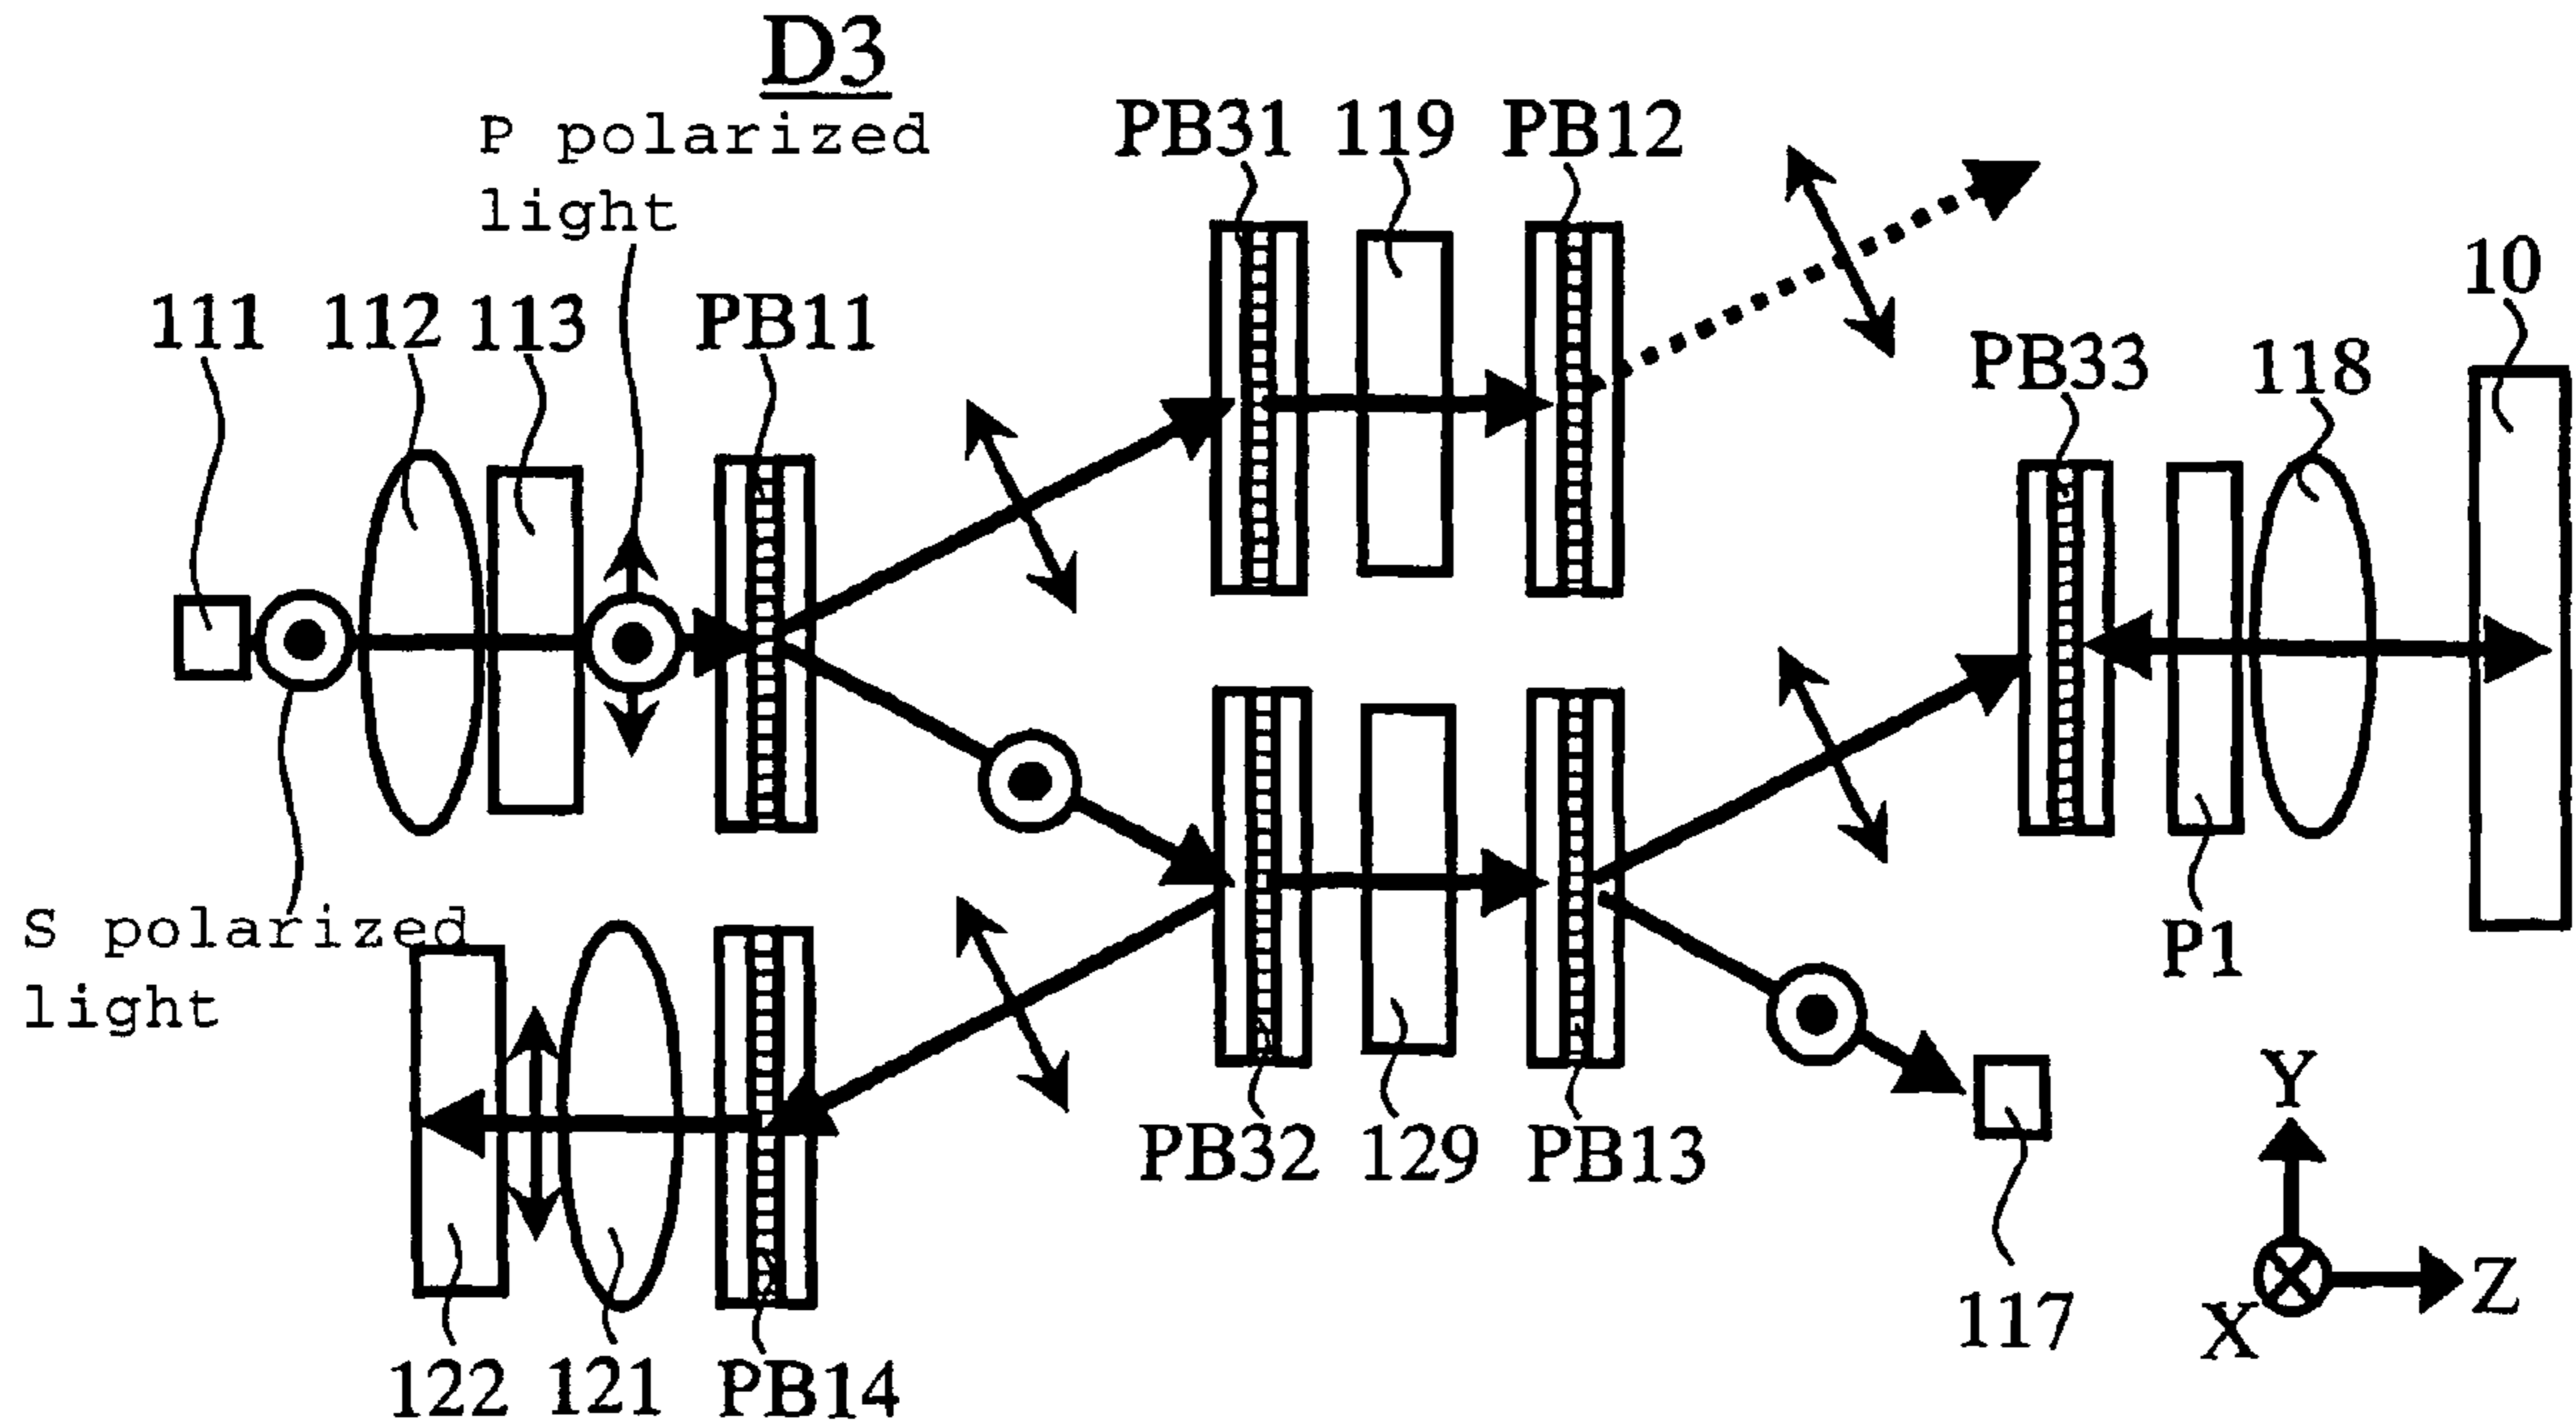 D3
P polarized
light
PB31
119
PB12
10
111
112
113
PB11
PB33
118
S polarized
light
P1
PB32
129
PB13
Y
117
X
Z
122
121
PB14